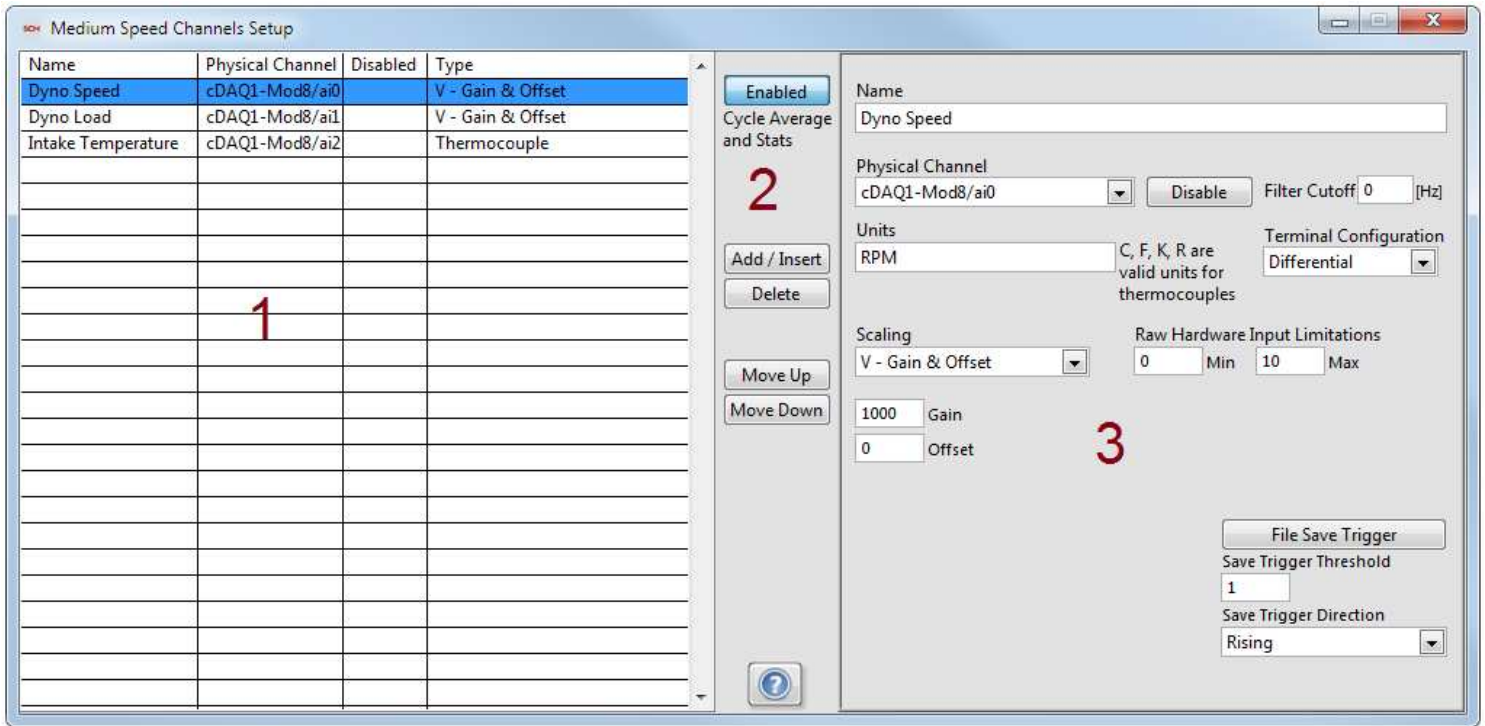 Medium Speed Channels Setup
Name Physical Channel Disabled Type
Dyno Speed cDAQ1-Mod8/ai0 V - Gain & Offset
Dyno Load cDAQ1-Mod8/ai1 V - Gain & Offset
Intake Temperature cDAQ1-Mod8/ai2 Thermocouple
1
Enabled
Cycle Average
and Stats
2
Add / Insert
Delete
Move Up
Move Down
?
Name
Dyno Speed
Physical Channel
cDAQ1-Mod8/ai0 Disable Filter Cutoff 0 [Hz]
Units
RPM
C, F, K, R are
valid units for
thermocouples
Terminal Configuration
Differential
Scaling
V - Gain & Offset
Raw Hardware Input Limitations
0 Min 10 Max
1000 Gain
0 Offset
3
File Save Trigger
Save Trigger Threshold
1
Save Trigger Direction
Rising